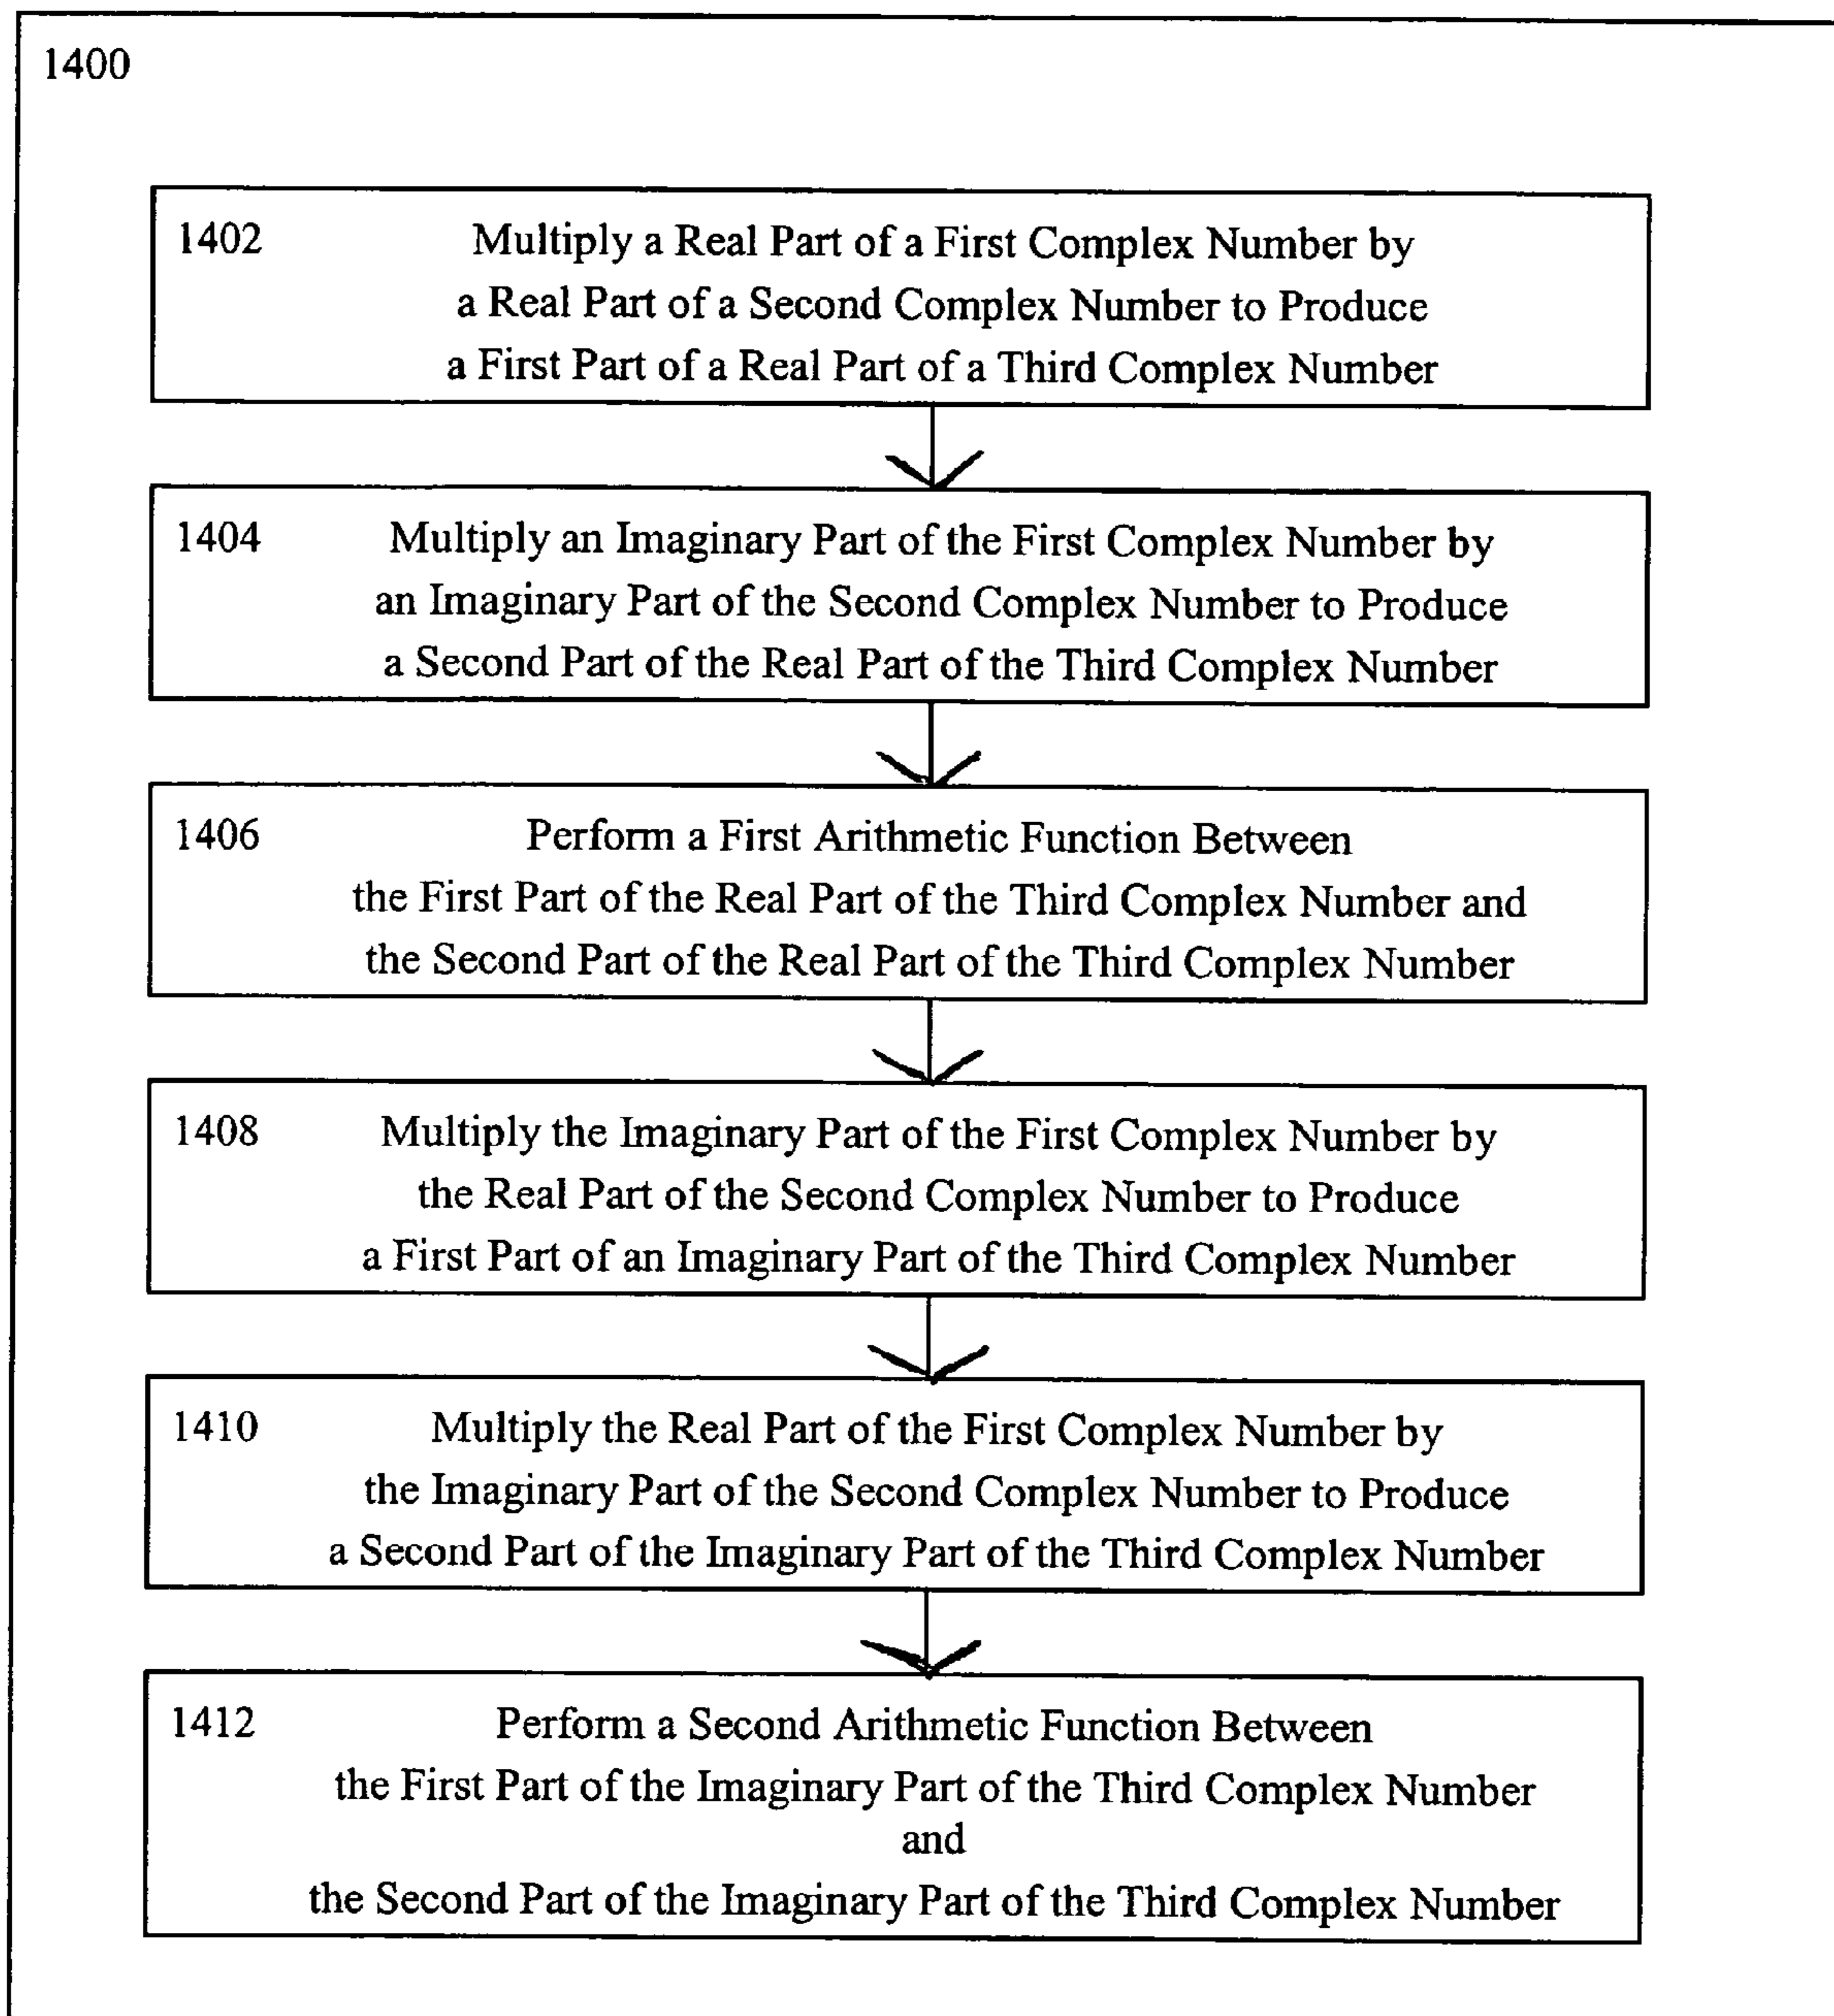 1400
1402 Multiply a Real Part of a First Complex Number by
a Real Part of a Second Complex Number to Produce
a First Part of a Real Part of a Third Complex Number
1404 Multiply an Imaginary Part of the First Complex Number by
an Imaginary Part of the Second Complex Number to Produce
a Second Part of the Real Part of the Third Complex Number
1406 Perform a First Arithmetic Function Between
the First Part of the Real Part of the Third Complex Number and
the Second Part of the Real Part of the Third Complex Number
1408 Multiply the Imaginary Part of the First Complex Number by
the Real Part of the Second Complex Number to Produce
a First Part of an Imaginary Part of the Third Complex Number
1410 Multiply the Real Part of the First Complex Number by
the Imaginary Part of the Second Complex Number to Produce
a Second Part of the Imaginary Part of the Third Complex Number
1412 Perform a Second Arithmetic Function Between
the First Part of the Imaginary Part of the Third Complex Number
and
the Second Part of the Imaginary Part of the Third Complex Number